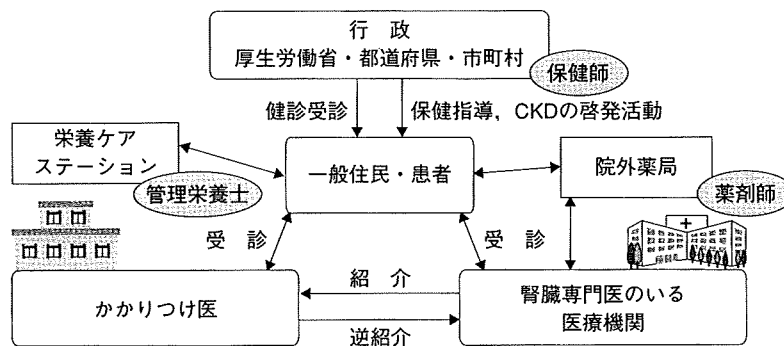 行 政
厚生労働省・都道府県・市町村
保健師
健診受診
保健指導，CKDの啓発活動
栄養ケア
ステーション
管理栄養士
一般住民・患者
院外薬局
薬剤師
受 診
受 診
かかりつけ医
紹 介
逆紹介
腎臓専門医のいる
医療機関